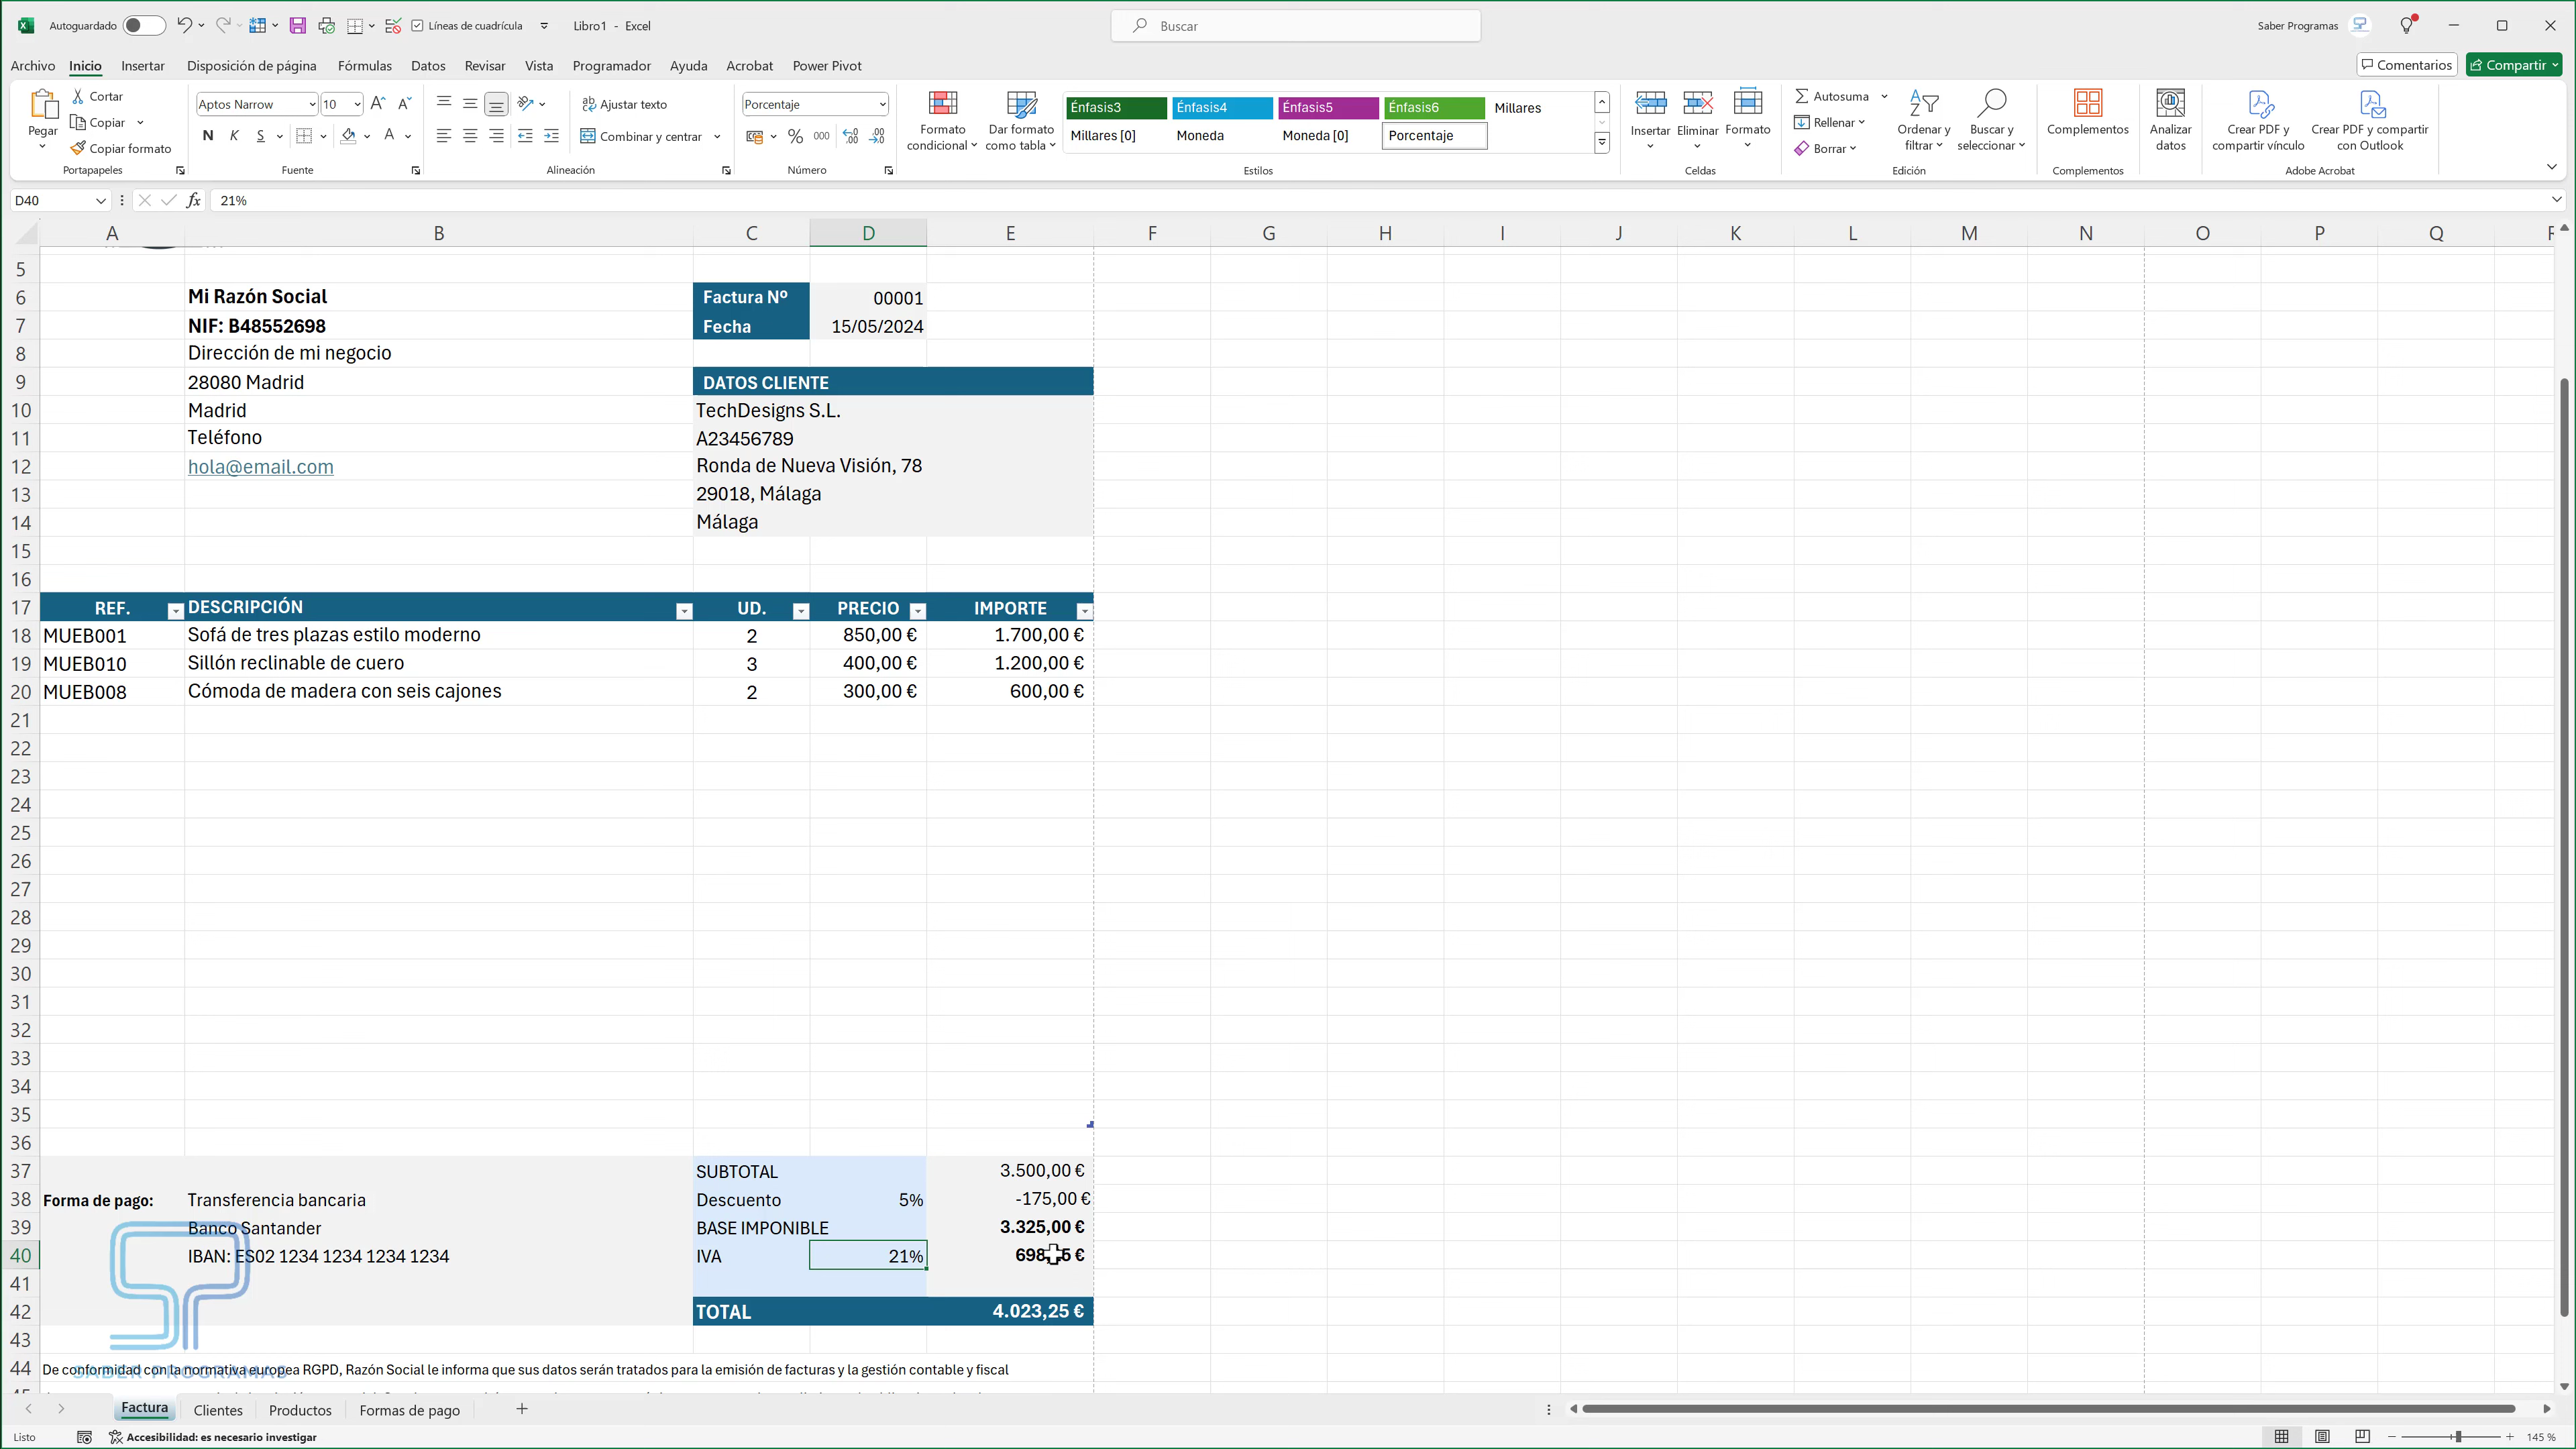 Autoguardado
Líneas de cuadrícula
Libro1 - Excel
Buscar
Saber Programas
Archivo Inicio Insertar Disposición de página Fórmulas Datos Revisar Vista Programador Ayuda Acrobat Power Pivot
Comentarios
Compartir
Pegar
Cortar
Copiar
Copiar formato
Portapapeles
Aptos Narrow 10
N K S
Fuente
Ajustar texto
Combinar y centrar
Alineación
Porcentaje
% 000
Número
Formato condicional
Dar formato como tabla
Énfasis3 Énfasis4 Énfasis5 Énfasis6 Millares
Millares [0] Moneda Moneda [0] Porcentaje
Estilos
Insertar Eliminar Formato
Celdas
Autosuma
Rellenar
Borrar
Ordenar y filtrar
Buscar y seleccionar
Edición
Complementos
Complementos
Analizar datos
Crear PDF y compartir vínculo
Crear PDF y compartir con Outlook
Adobe Acrobat
D40
fx
21%
A B C D E F G H I J K L M N O P Q
5
6 Mi Razón Social Factura Nº 00001
7 NIF: B48552698 Fecha 15/05/2024
8 Dirección de mi negocio
9 28080 Madrid DATOS CLIENTE
10 Madrid TechDesigns S.L.
11 Teléfono A23456789
12 hola@email.com Ronda de Nueva Visión, 78
13 29018, Málaga
14 Málaga
15
16
17 REF. DESCRIPCIÓN UD. PRECIO IMPORTE
18 MUEB001 Sofá de tres plazas estilo moderno 2 850,00 € 1.700,00 €
19 MUEB010 Sillón reclinable de cuero 3 400,00 € 1.200,00 €
20 MUEB008 Cómoda de madera con seis cajones 2 300,00 € 600,00 €
21
22
23
24
25
26
27
28
29
30
31
32
33
34
35
36
37 SUBTOTAL 3.500,00 €
38 Forma de pago: Transferencia bancaria Descuento 5% -175,00 €
39 Banco Santander BASE IMPONIBLE 3.325,00 €
40 IBAN: ES02 1234 1234 1234 1234 IVA 21%
41
42 TOTAL 4.023,25 €
43
44 De conformidad con la normativa europea RGPD, Razón Social le informa que sus datos serán tratados para la emisión de facturas y la gestión contable y fiscal
SABER PROGRAMAS
Factura Clientes Productos Formas de pago
Listo
Accesibilidad: es necesario investigar
145 %